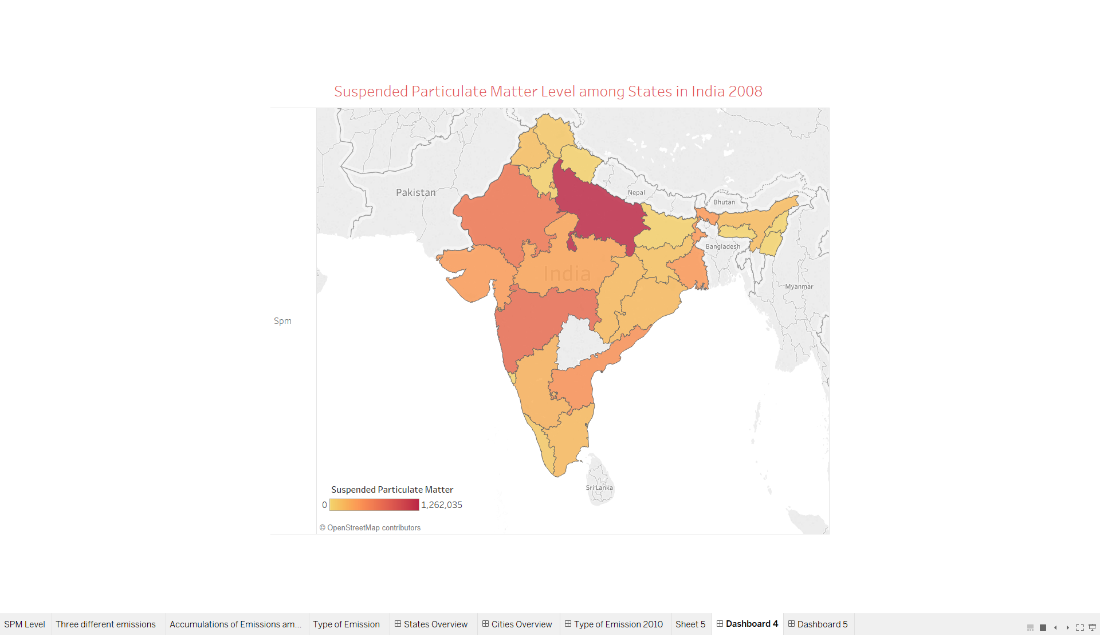 Suspended Particulate Matter Level among States in India 2008
Pakistan
Nepal
Bhutan
Bangladesh
India
Myanmar
Spm
Sri Lanka
Suspended Particulate Matter
0 1,262,035
© OpenStreetMap contributors
SPM Level Three different emissions Accumulations of Emissions am... Type of Emission States Overview Cities Overview Type of Emission 2010 Sheet 5 Dashboard 4 Dashboard 5